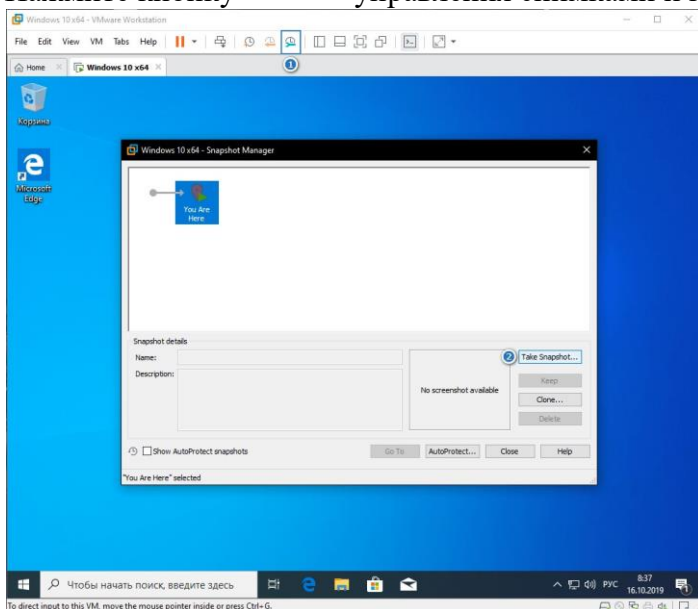 Windows 10 x64 - VMware Workstation
File Edit View VM Tabs Help
1
Home Windows 10 x64
Корзина
Microsoft
Edge
Windows 10 x64 - Snapshot Manager
You Are
Here
Snapshot details
Name:
Description:
No screenshot available
2 Take Snapshot...
Keep
Clone...
Delete
Show AutoProtect snapshots
Go To AutoProtect... Close Help
"You Are Here" selected
Чтобы начать поиск, введите здесь
РУС
8:37
16.10.2019
To direct input to this VM, move the mouse pointer inside or press Ctrl+G.